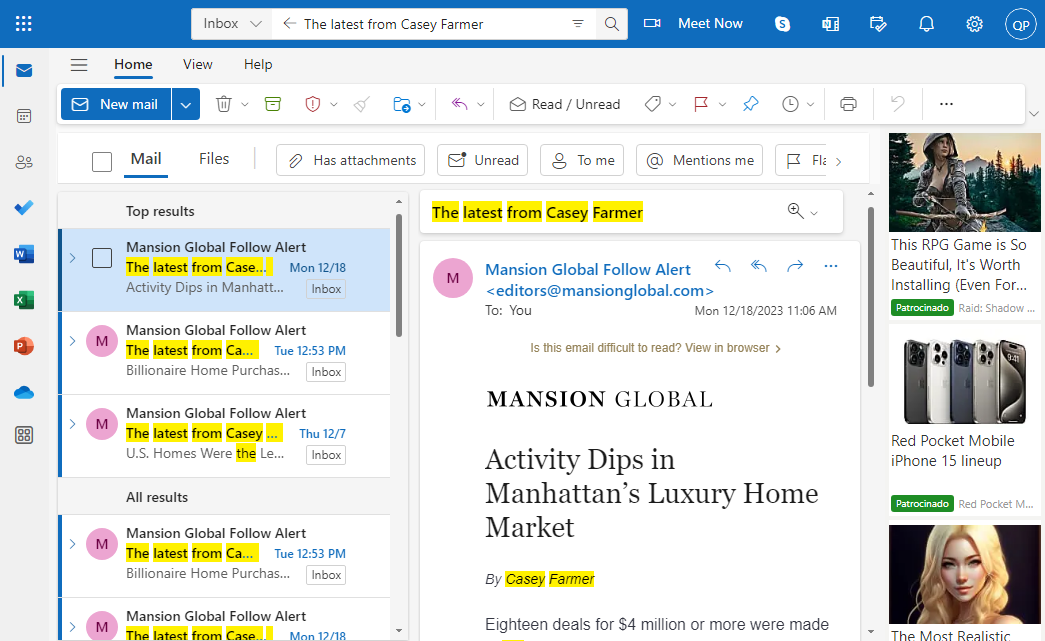 Inbox
The latest from Casey Farmer
Meet Now
QP
Home
View
Help
New mail
Read / Unread
Mail
Files
Has attachments
Unread
To me
Mentions me
Fla
Top results
Mansion Global Follow Alert
The latest from Case...
Mon 12/18
Activity Dips in Manhatt...
Inbox
M
Mansion Global Follow Alert
The latest from Ca...
Tue 12:53 PM
Billionaire Home Purchas...
Inbox
M
Mansion Global Follow Alert
The latest from Casey ...
Thu 12/7
U.S. Homes Were the Le...
Inbox
All results
M
Mansion Global Follow Alert
The latest from Ca...
Tue 12:53 PM
Billionaire Home Purchas...
Inbox
M
Mansion Global Follow Alert
The latest from Case...
Mon 12/18
The latest from Casey Farmer
M
Mansion Global Follow Alert
<editors@mansionglobal.com>
To: You
Mon 12/18/2023 11:06 AM
Is this email difficult to read? View in browser >
MANSION GLOBAL
Activity Dips in
Manhattan’s Luxury Home
Market
By Casey Farmer
Eighteen deals for $4 million or more were made
This RPG Game is So
Beautiful, It's Worth
Installing (Even For...
Patrocinado
Raid: Shadow ...
9:41
Red Pocket Mobile
iPhone 15 lineup
Patrocinado
Red Pocket M...
The Most Realistic